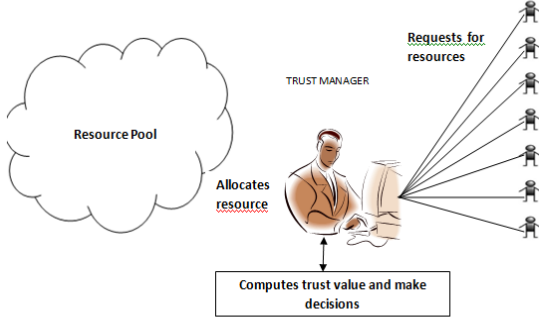 Requests for
resources
TRUST MANAGER
Resource Pool
Allocates
resource
Computes trust value and make
decisions